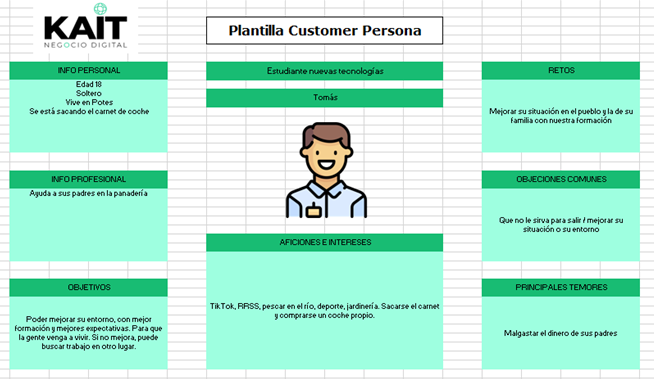 KAIT
NEGOCIO DIGITAL
Plantilla Customer Persona
INFO PERSONAL
Edad 18
Soltero
Vive en Potes
Se está sacando el carnet de coche
Estudiante nuevas tecnologías
Tomás
RETOS
Mejorar su situación en el pueblo y la de su
familia con nuestra formación
INFO PROFESIONAL
Ayuda a sus padres en la panadería
OBJECIONES COMUNES
Que no le sirva para salir / mejorar su
situación o su entorno
AFICIONES E INTERESES
TikTok, RRSS, pescar en el río, deporte, jardinería. Sacarse el carnet
y comprarse un coche propio.
OBJETIVOS
Poder mejorar su entorno, con mejor
formación y mejores expectativas. Para que
la gente venga a vivir. Si no mejora, puede
buscar trabajo en otro lugar.
PRINCIPALES TEMORES
Malgastar el dinero de sus padres